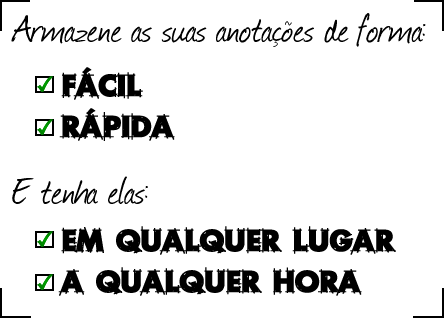 Armazene as suas anotações de forma:
FÁCIL
RÁPIDA
E tenha elas:
EM QUALQUER LUGAR
A QUALQUER HORA